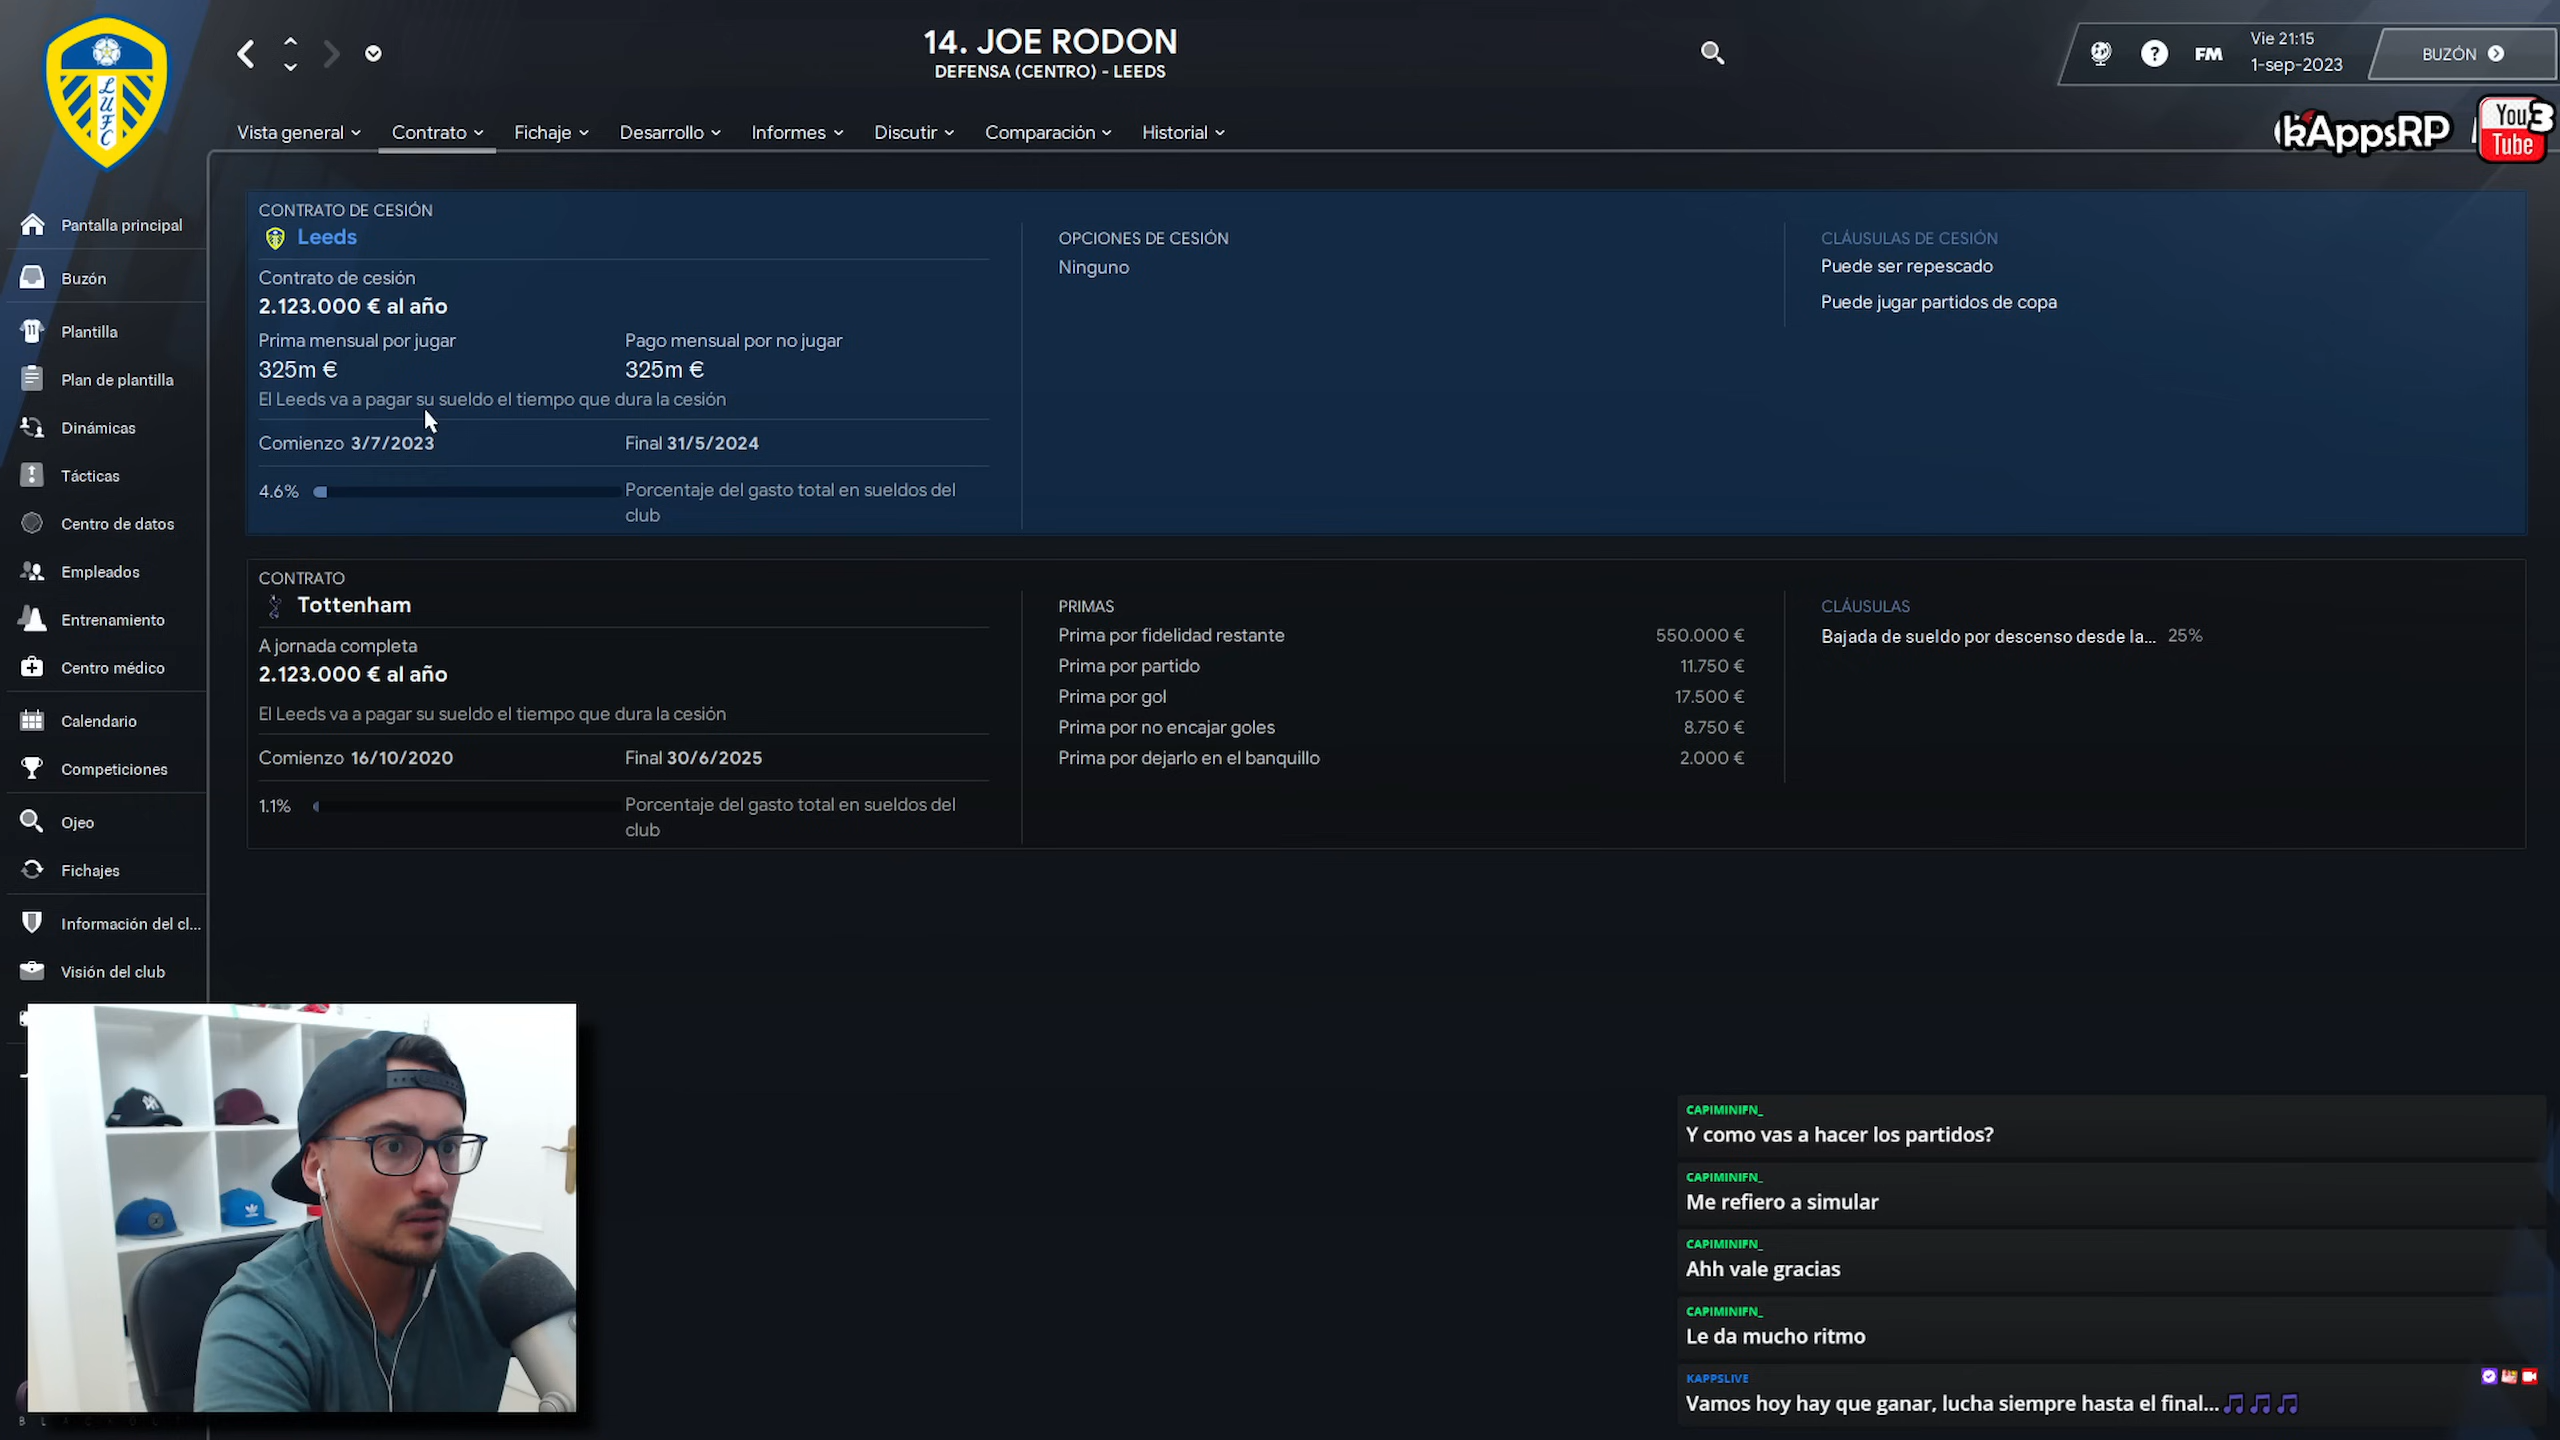 14. JOE RODON
DEFENSA (CENTRO) - LEEDS
FM
Vie 21:15
1-sep-2023
BUZÓN
kAppsRP
You
Tube
3
LUFC
Vista general
Contrato
Fichaje
Desarrollo
Informes
Discutir
Comparación
Historial
Pantalla principal
Buzón
Plantilla
Plan de plantilla
Dinámicas
Tácticas
Centro de datos
Empleados
Entrenamiento
Centro médico
Calendario
Competiciones
Ojeo
Fichajes
Información del cl...
Visión del club
CONTRATO DE CESIÓN
Leeds
Contrato de cesión
2.123.000 € al año
Prima mensual por jugar
325m €
Pago mensual por no jugar
325m €
El Leeds va a pagar su sueldo el tiempo que dura la cesión
Comienzo 3/7/2023
Final 31/5/2024
4.6%
Porcentaje del gasto total en sueldos del
club
OPCIONES DE CESIÓN
Ninguno
CLÁUSULAS DE CESIÓN
Puede ser repescado
Puede jugar partidos de copa
CONTRATO
Tottenham
A jornada completa
2.123.000 € al año
El Leeds va a pagar su sueldo el tiempo que dura la cesión
Comienzo 16/10/2020
Final 30/6/2025
1.1%
Porcentaje del gasto total en sueldos del
club
PRIMAS
Prima por fidelidad restante 550.000 €
Prima por partido 11.750 €
Prima por gol 17.500 €
Prima por no encajar goles 8.750 €
Prima por dejarlo en el banquillo 2.000 €
CLÁUSULAS
Bajada de sueldo por descenso desde la... 25%
CAPIMINIFN_
Y como vas a hacer los partidos?
CAPIMINIFN_
Me refiero a simular
CAPIMINIFN_
Ahh vale gracias
CAPIMINIFN_
Le da mucho ritmo
KAPPSLIVE
Vamos hoy hay que ganar, lucha siempre hasta el final...